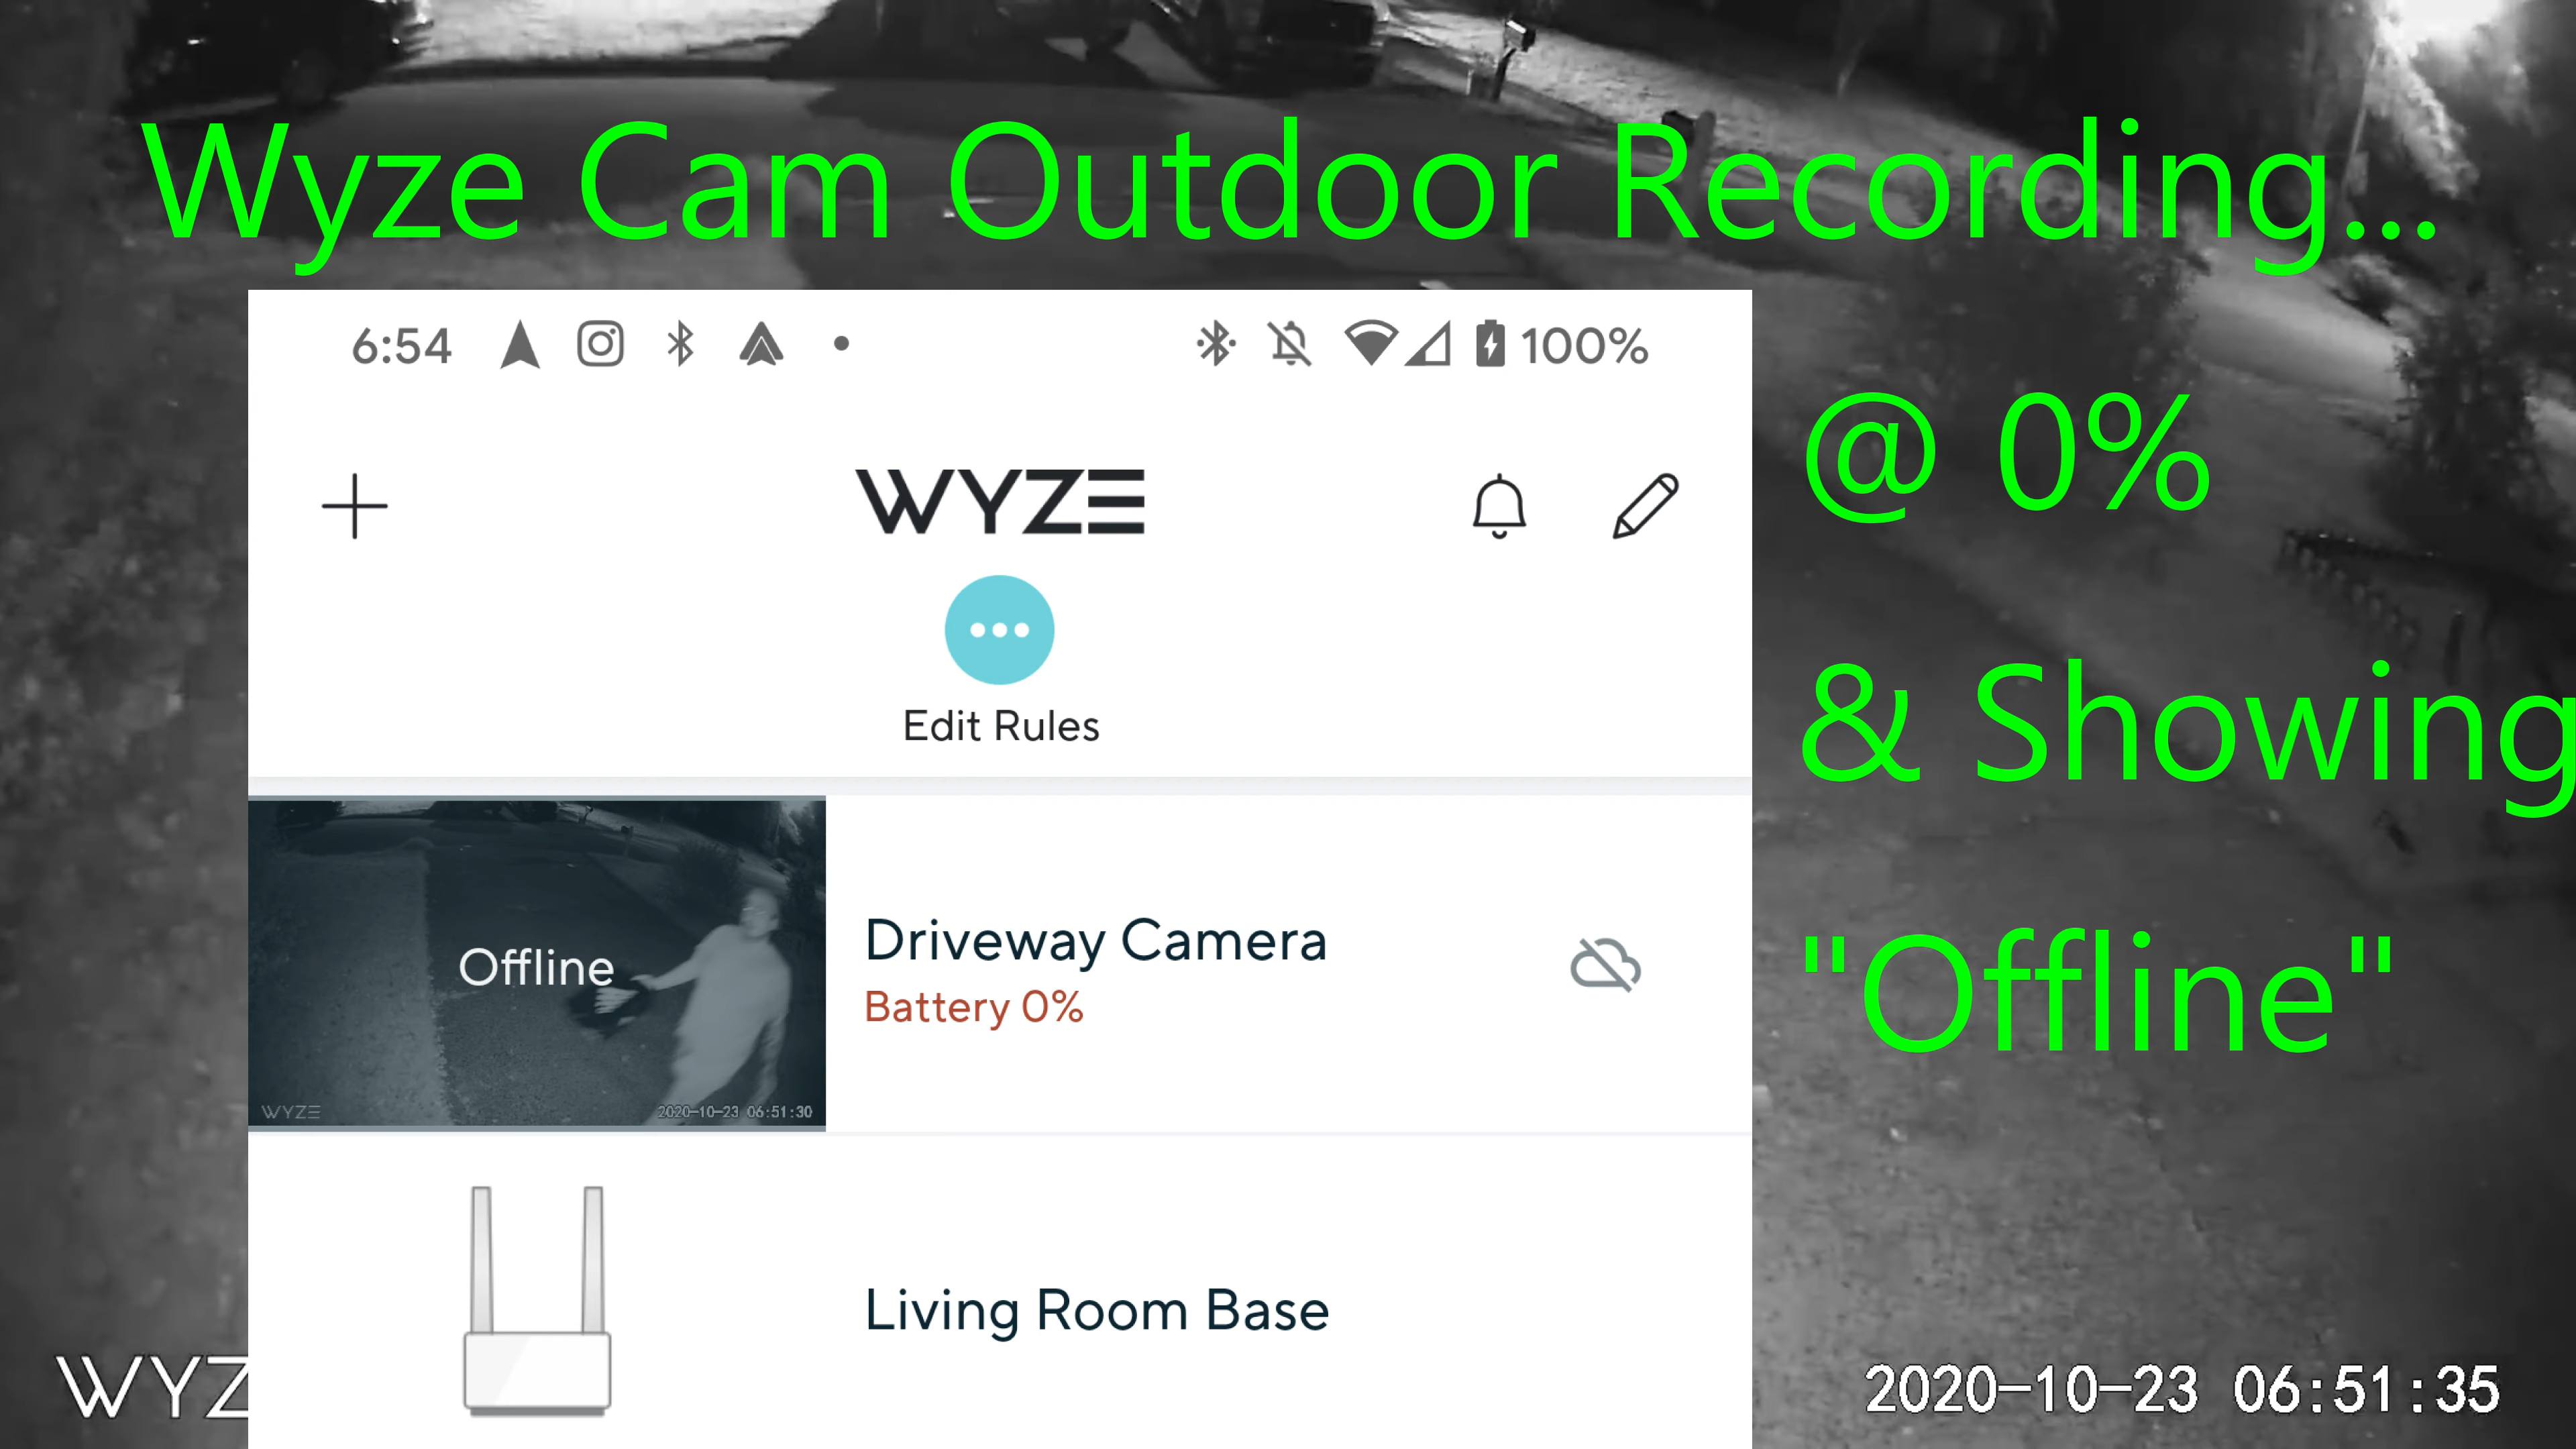 Wyze Cam Outdoor Recording...
6:54 100%
@ 0%
WYZE
Edit Rules
& Showing
Offline
Driveway Camera
Battery 0%
"Offline"
WYZE 2020-10-23 06:51:30
Living Room Base
WYZ
2020-10-23 06:51:35